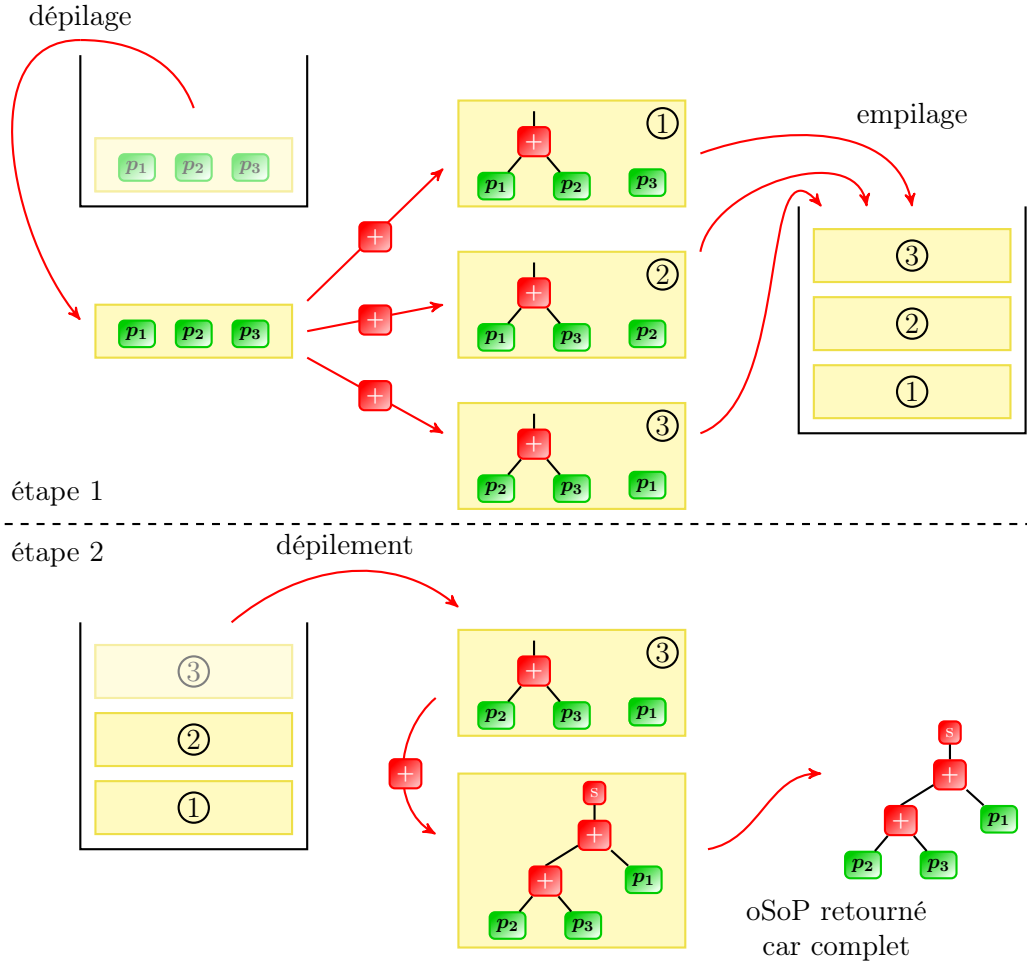 dépilage
p₁ p₂ p₃
+
+
+
p₁ p₂ p₃
+ ①
p₁ p₂ p₃
+ ②
p₁ p₃ p₂
+ ③
p₂ p₃ p₁
empilage
③
②
①
étape 1
étape 2
dépilement
③
②
①
+ ③
p₂ p₃ p₁
+
s
+
+ p₁
p₂ p₃
s
+
+ p₁
p₂ p₃
oSoP retourné
car complet